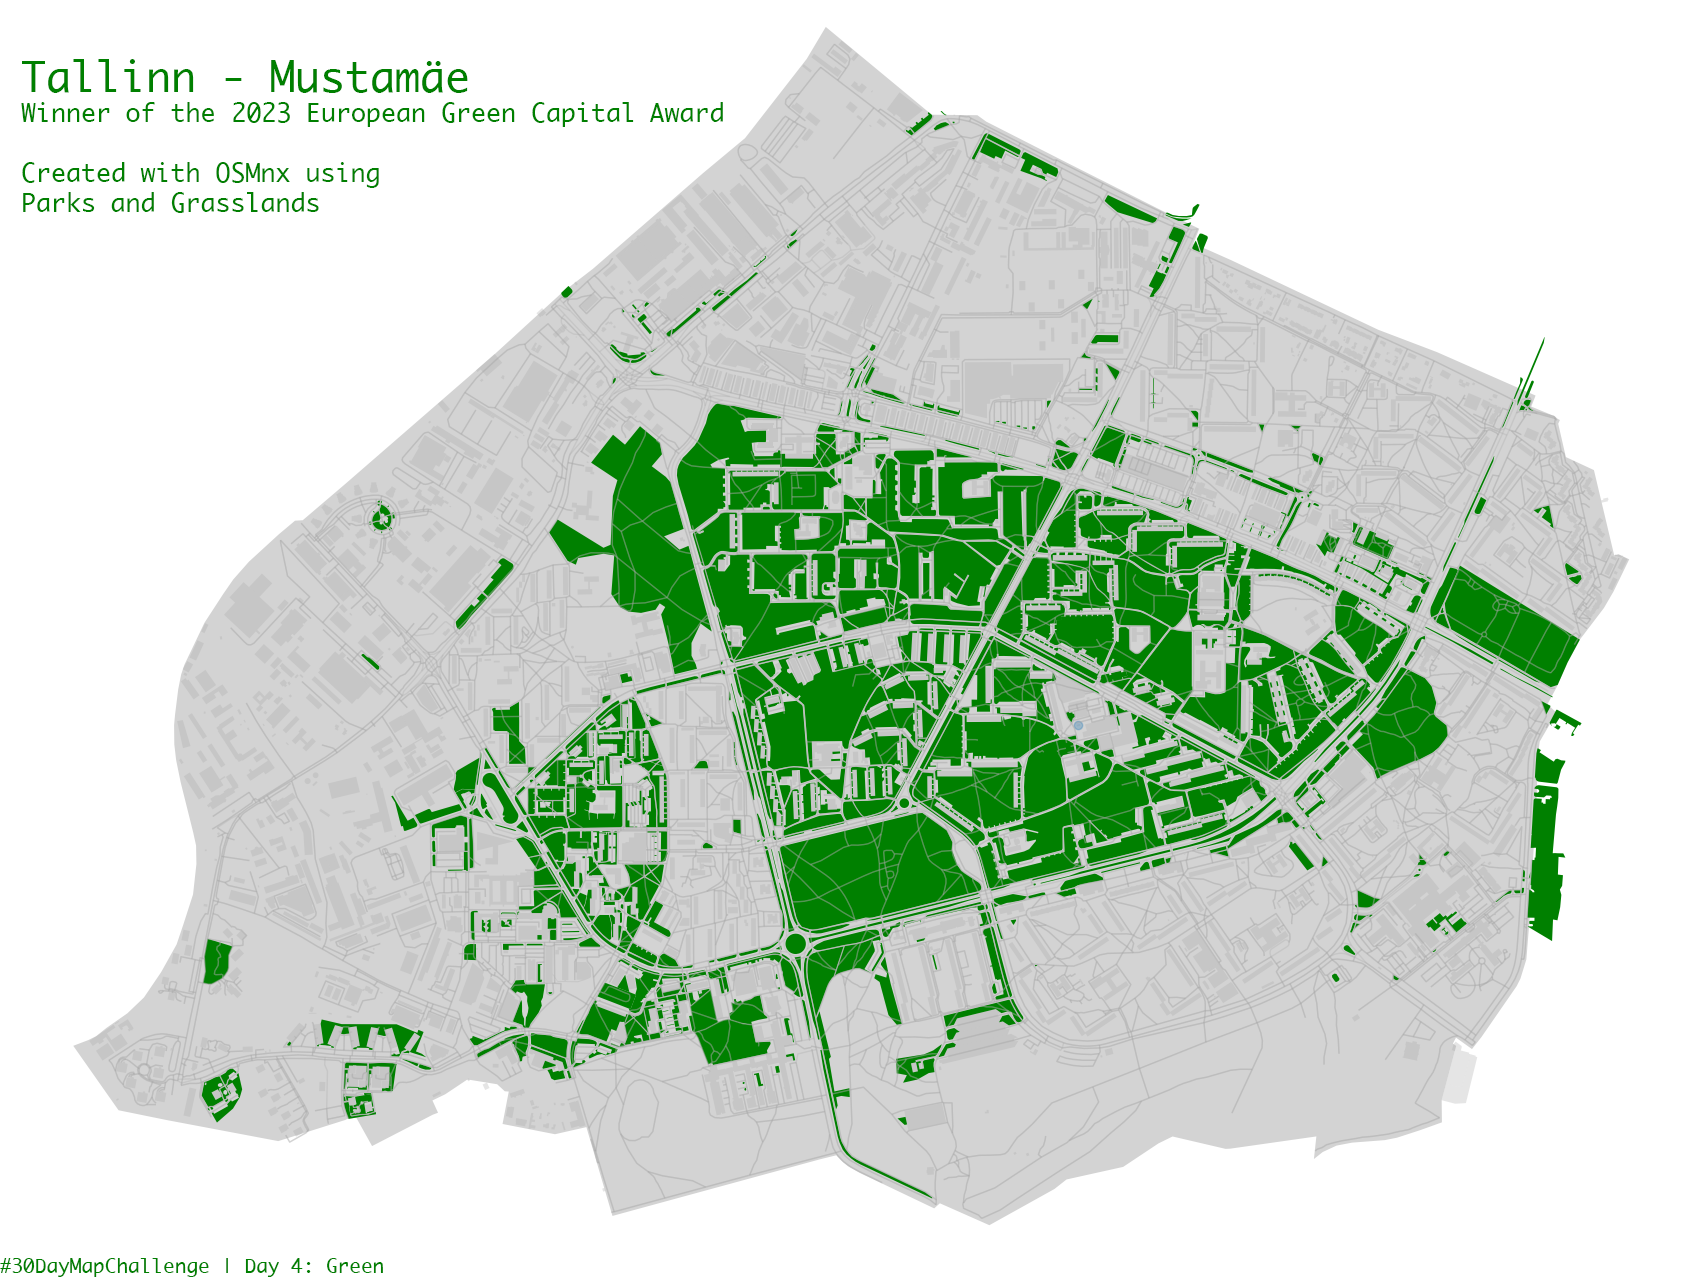 Tallinn - Mustamäe
Winner of the 2023 European Green Capital Award
Created with OSMnx using
Parks and Grasslands
#30DayMapChallenge | Day 4: Green